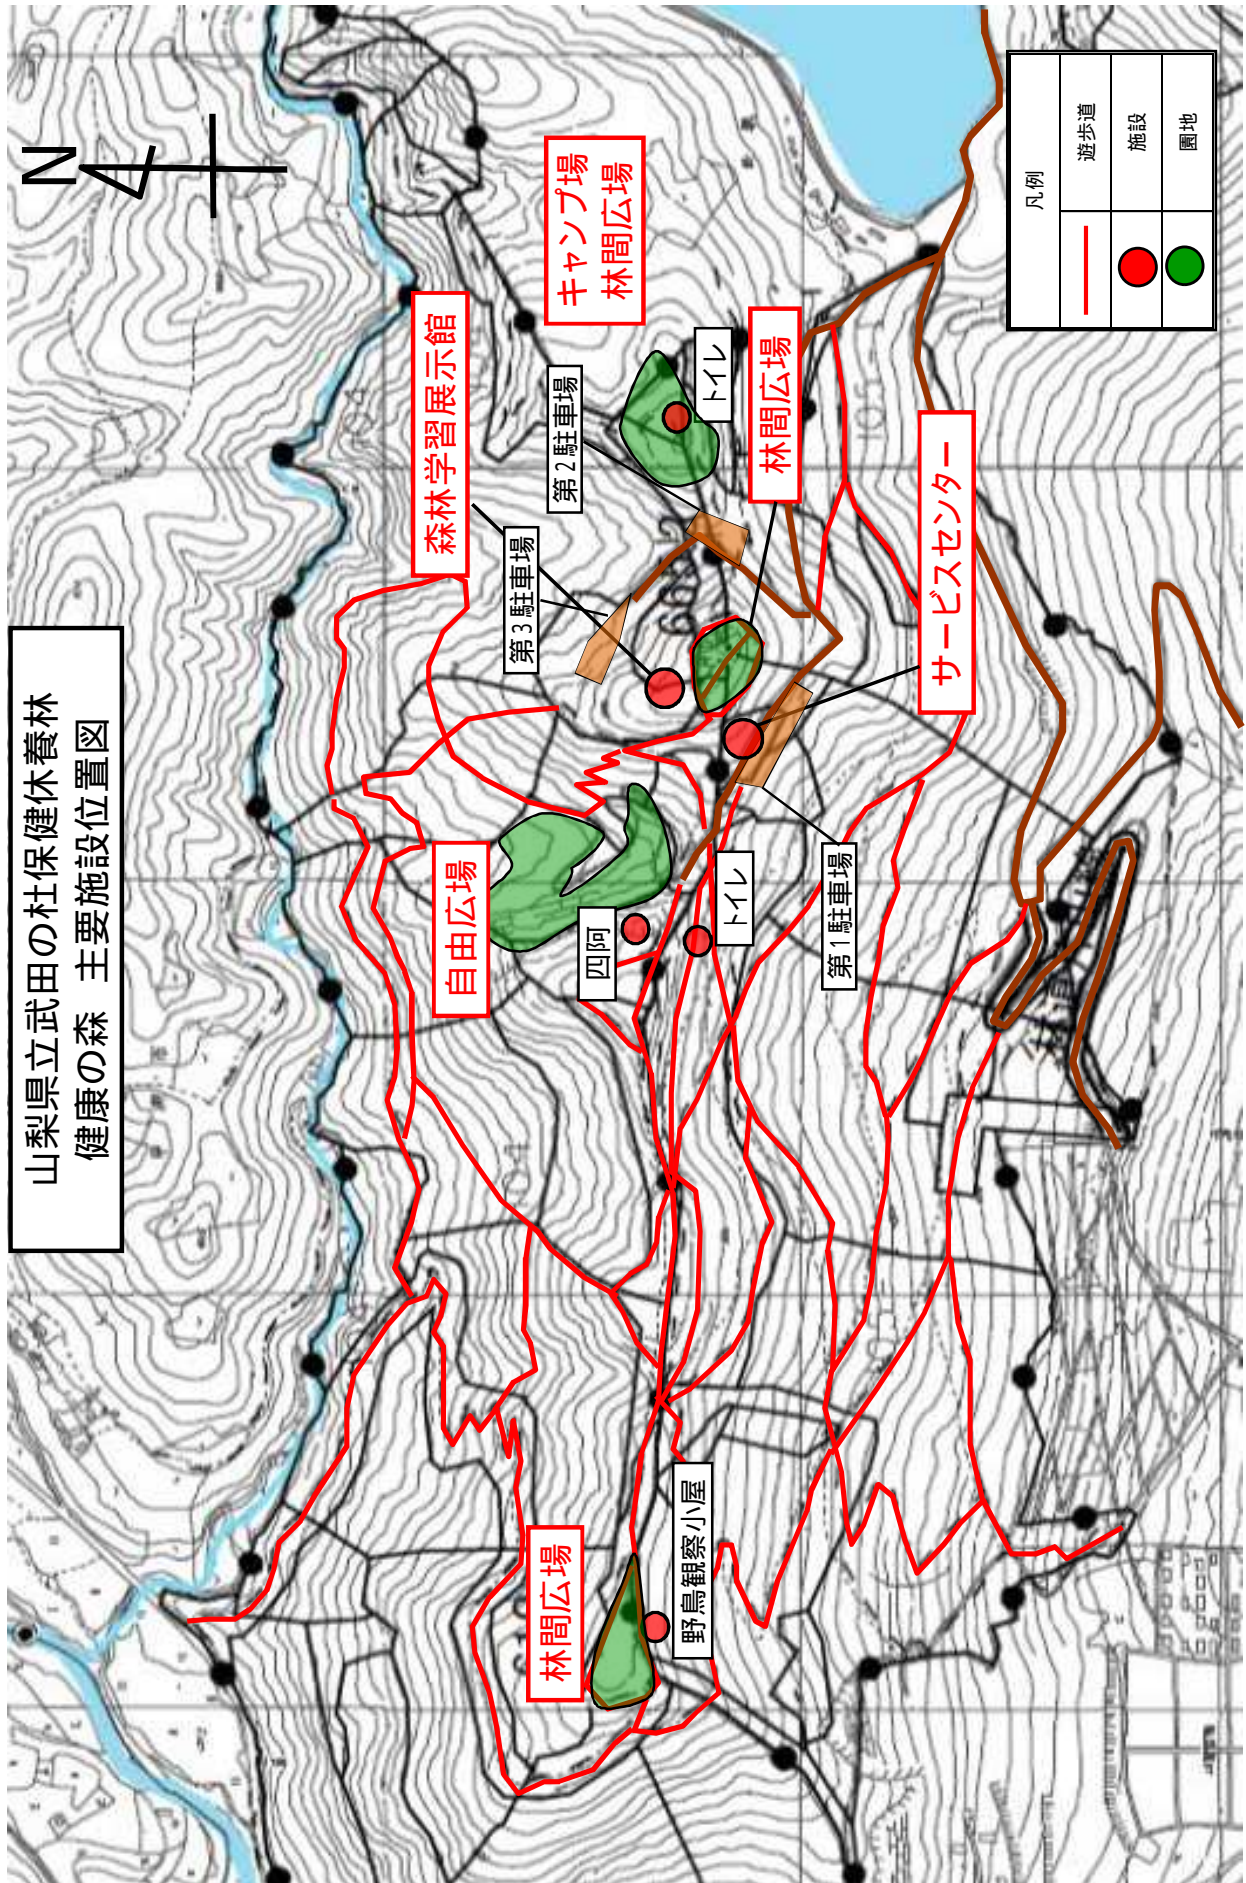 山梨県立武田の杜保健休養林
健康の森 主要施設位置図
N
凡例
遊歩道
施設
園地
キャンプ場
林間広場
森林学習展示館
トイレ
第2駐車場
林間広場
第3駐車場
サービスセンター
自由広場
四阿
トイレ
第1駐車場
林間広場
野鳥観察小屋